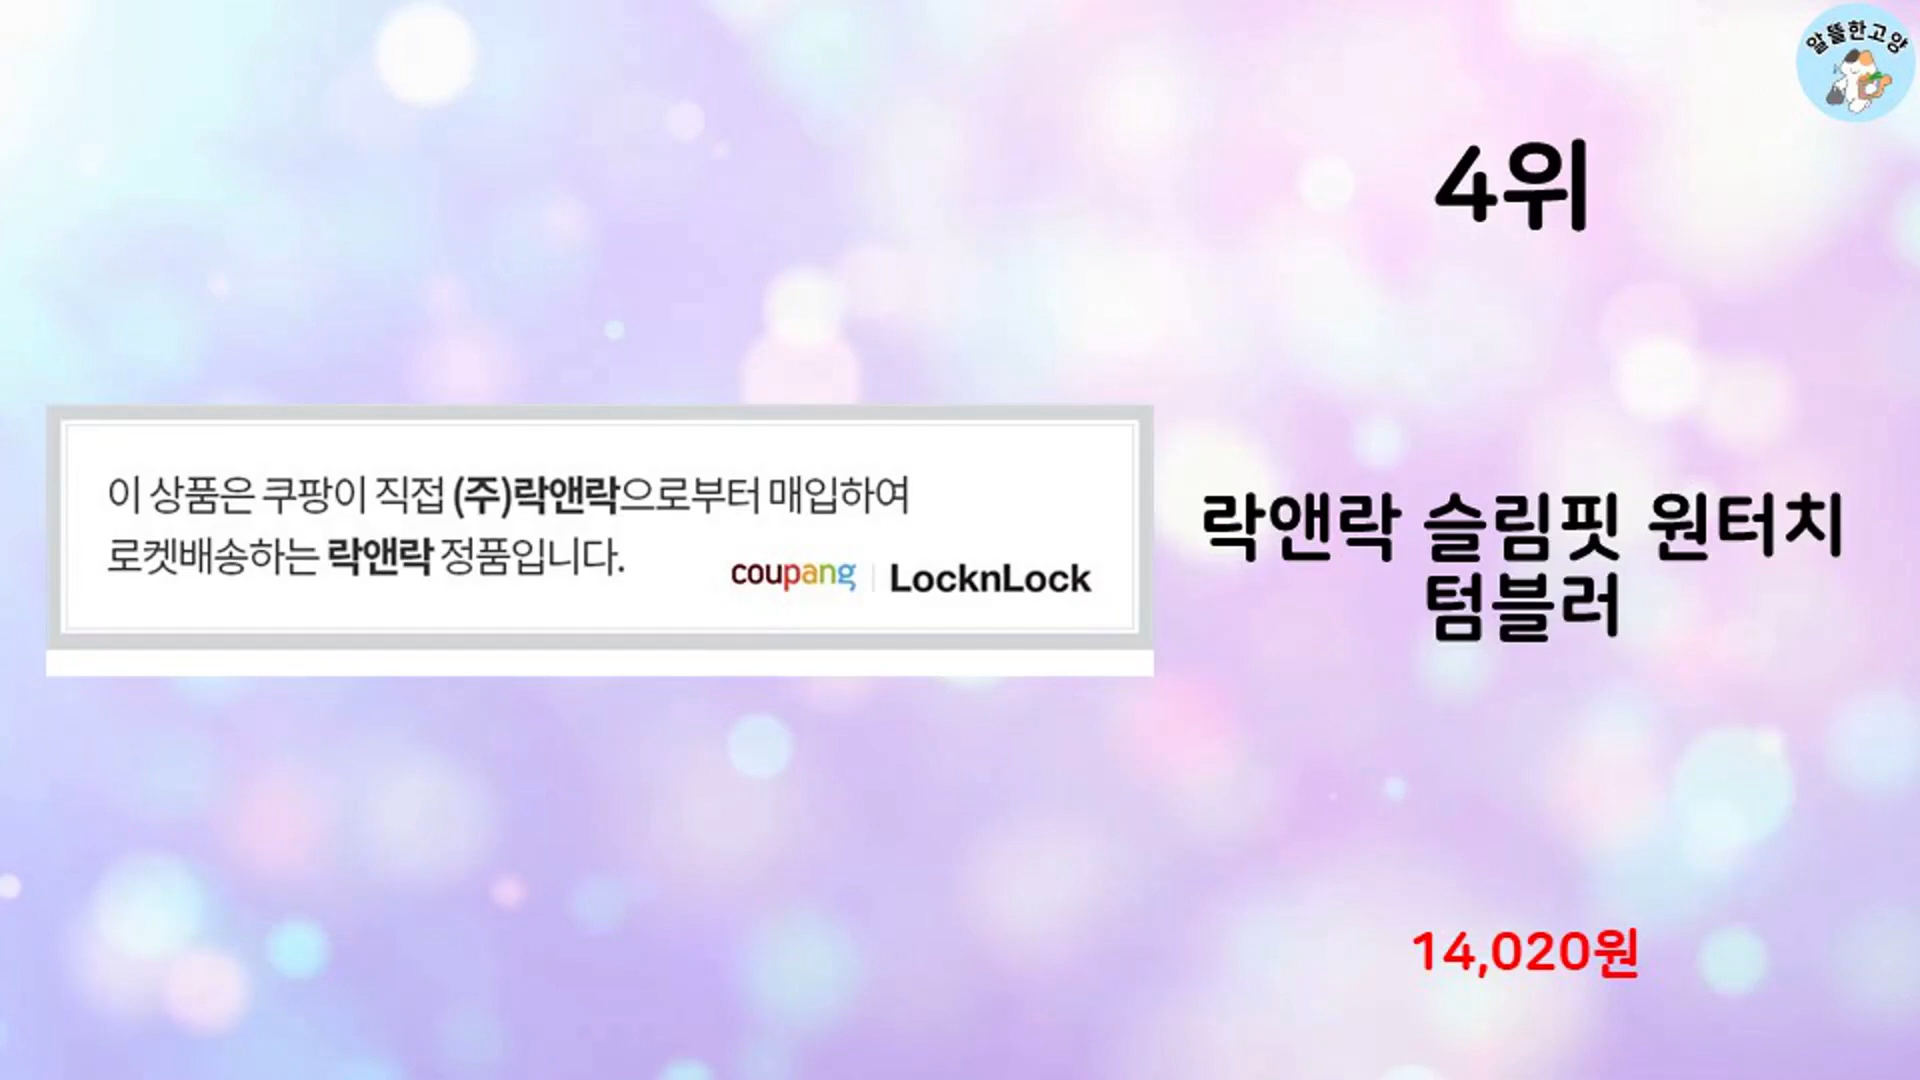 알뜰한고양
4위
이 상품은 쿠팡이 직접 (주)락앤락으로부터 매입하여
로켓배송하는 락앤락 정품입니다.
coupang | LocknLock
락앤락 슬림핏 원터치
텀블러
14,020원